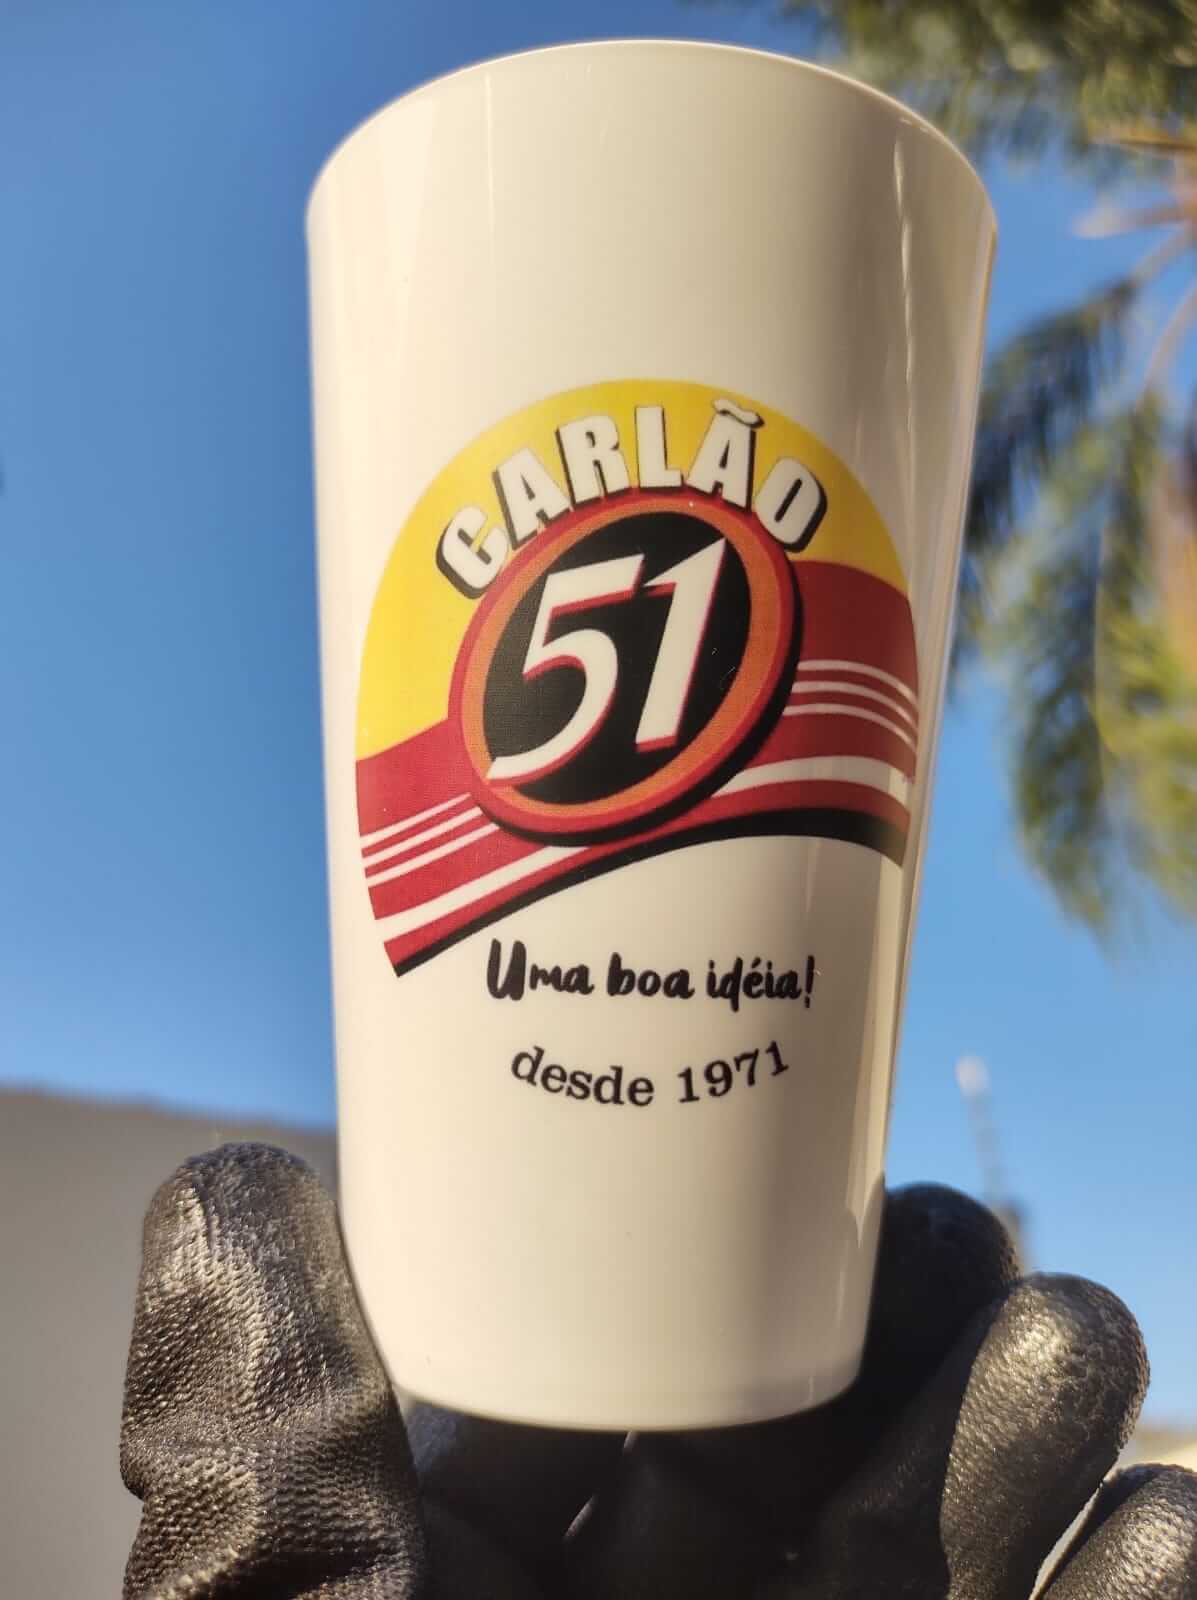 CARLÃO
51
Uma boa idéia!
desde 1971